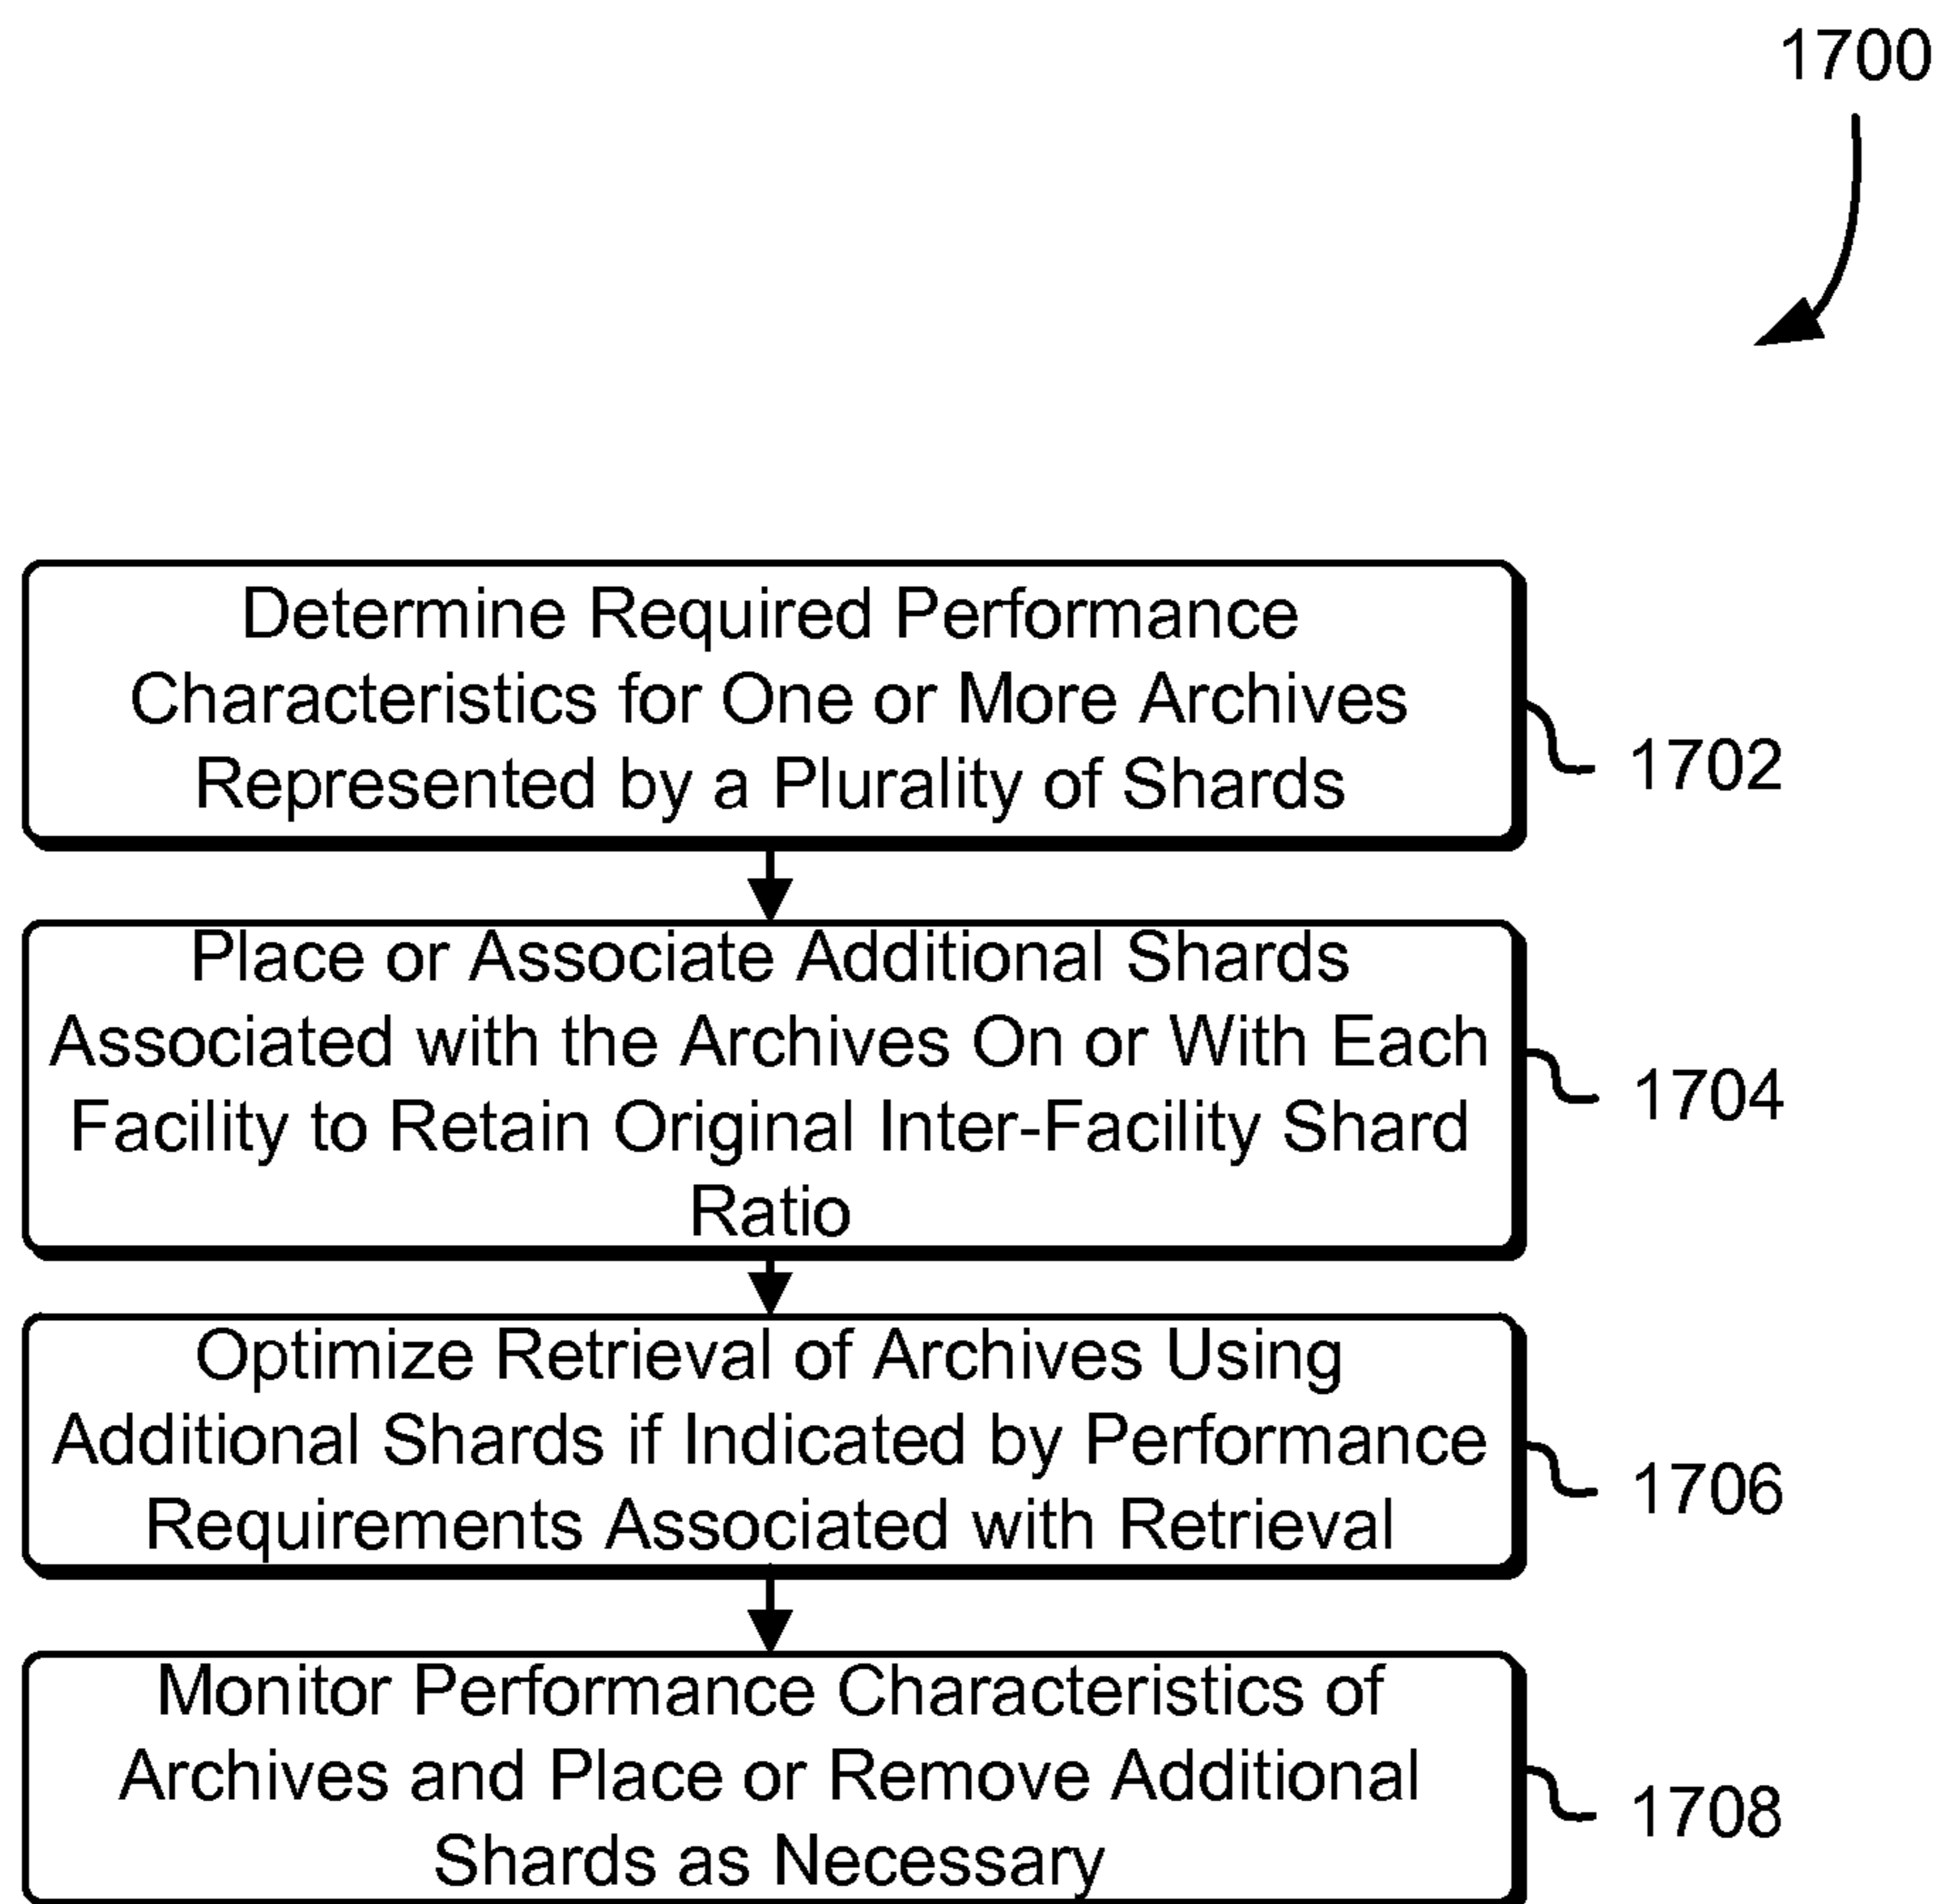 1700
Determine Required Performance
Characteristics for One or More Archives
Represented by a Plurality of Shards
1702
Place or Associate Additional Shards
Associated with the Archives On or With Each
Facility to Retain Original Inter-Facility Shard
Ratio
1704
Optimize Retrieval of Archives Using
Additional Shards if Indicated by Performance
Requirements Associated with Retrieval
1706
Monitor Performance Characteristics of
Archives and Place or Remove Additional
Shards as Necessary
1708